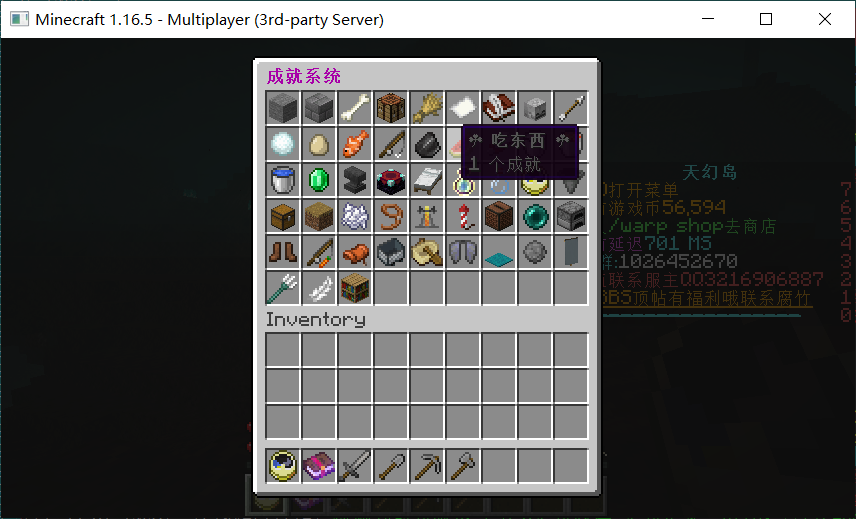 Minecraft 1.16.5 - Multiplayer (3rd-party Server)
成就系统
☘ 吃东西 ☘
1 个成就
天幻岛
打开菜单 7
游戏币56,594 6
/warp shop去商店 5
延迟701 MS 4
群:1026452670 3
联系服主QQ3216906887 2
BS顶帖有福利哦联系腐竹 1
0
Inventory